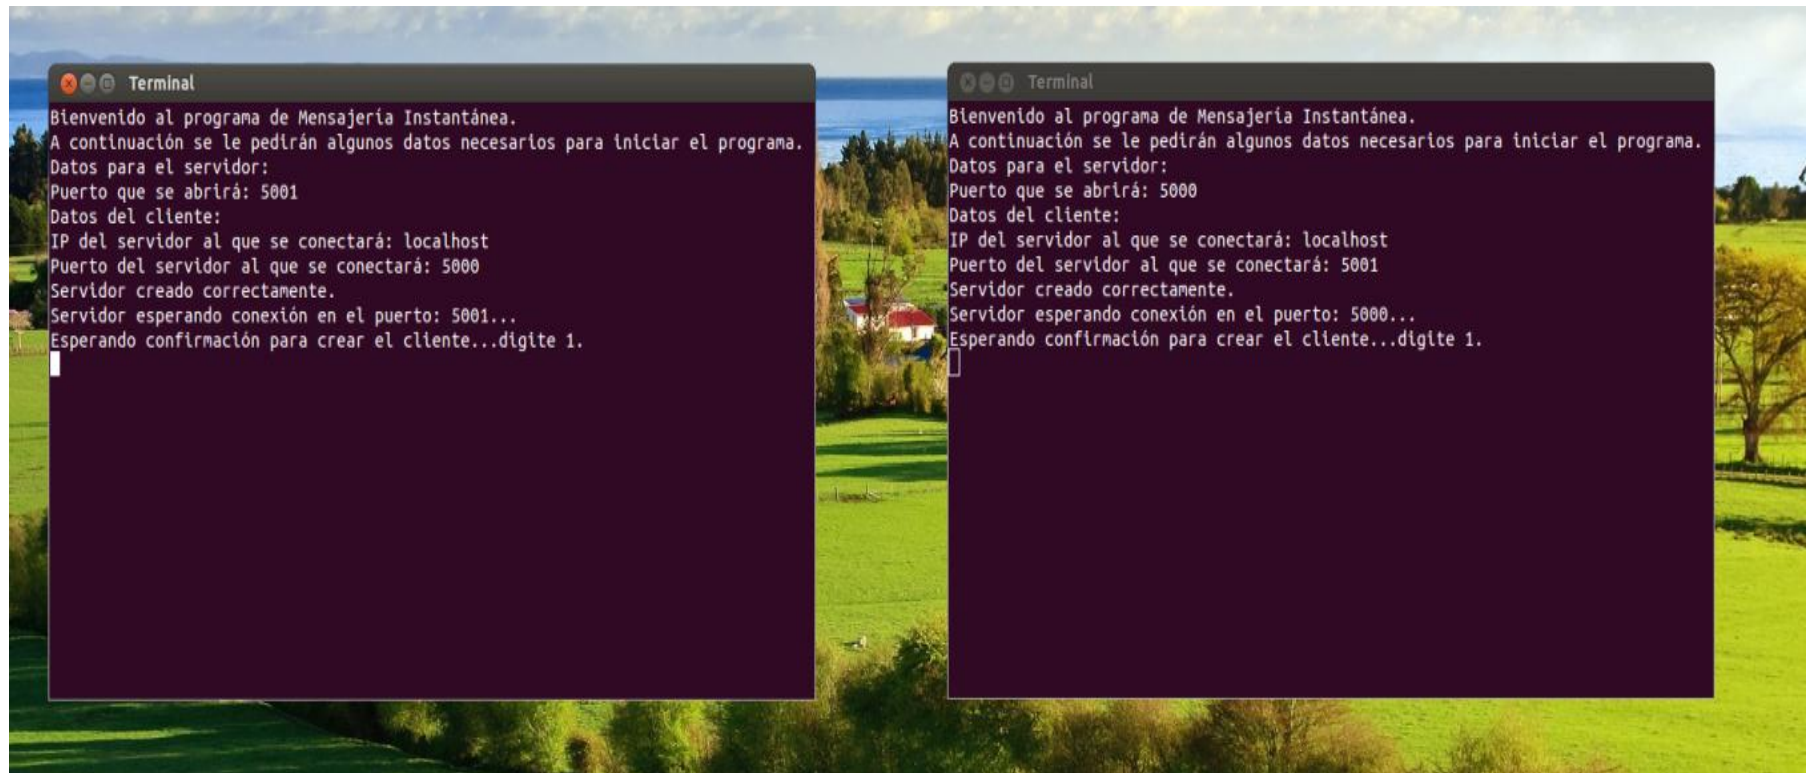 Terminal
Bienvenido al programa de Mensajería Instantánea.
A continuación se le pedirán algunos datos necesarios para iniciar el programa.
Datos para el servidor:
Puerto que se abrirá: 5001
Datos del cliente:
IP del servidor al que se conectará: localhost
Puerto del servidor al que se conectará: 5000
Servidor creado correctamente.
Servidor esperando conexión en el puerto: 5001...
Esperando confirmación para crear el cliente...digite 1.
Terminal
Bienvenido al programa de Mensajería Instantánea.
A continuación se le pedirán algunos datos necesarios para iniciar el programa.
Datos para el servidor:
Puerto que se abrirá: 5000
Datos del cliente:
IP del servidor al que se conectará: localhost
Puerto del servidor al que se conectará: 5001
Servidor creado correctamente.
Servidor esperando conexión en el puerto: 5000...
Esperando confirmación para crear el cliente...digite 1.